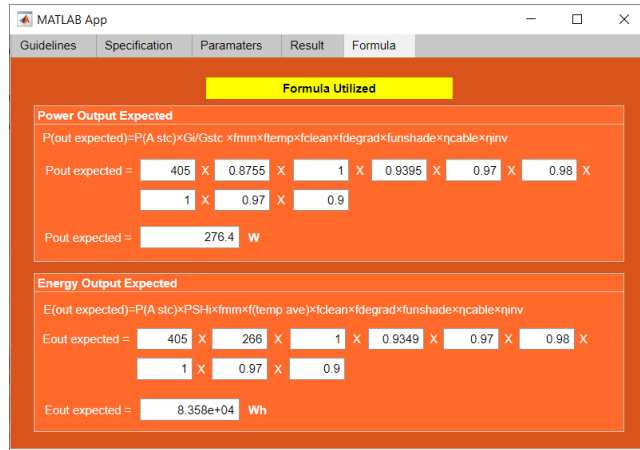 MATLAB App
Guidelines Specification Paramaters Result Formula
Formula Utilized
Power Output Expected
P(out expected)=P(A stc)×Gi/Gstc ×fmm×ftemp×fclean×fdegrad×funshade×ηcable×ηinv
Pout expected = 405 X 0.8755 X 1 X 0.9395 X 0.97 X 0.98 X
1 X 0.97 X 0.9
Pout expected = 276.4 W
Energy Output Expected
E(out expected)=P(A stc)×PSHi×fmm×f(temp ave)×fclean×fdegrad×funshade×ηcable×ηinv
Eout expected = 405 X 266 X 1 X 0.9349 X 0.97 X 0.98 X
1 X 0.97 X 0.9
Eout expected = 8.358e+04 Wh